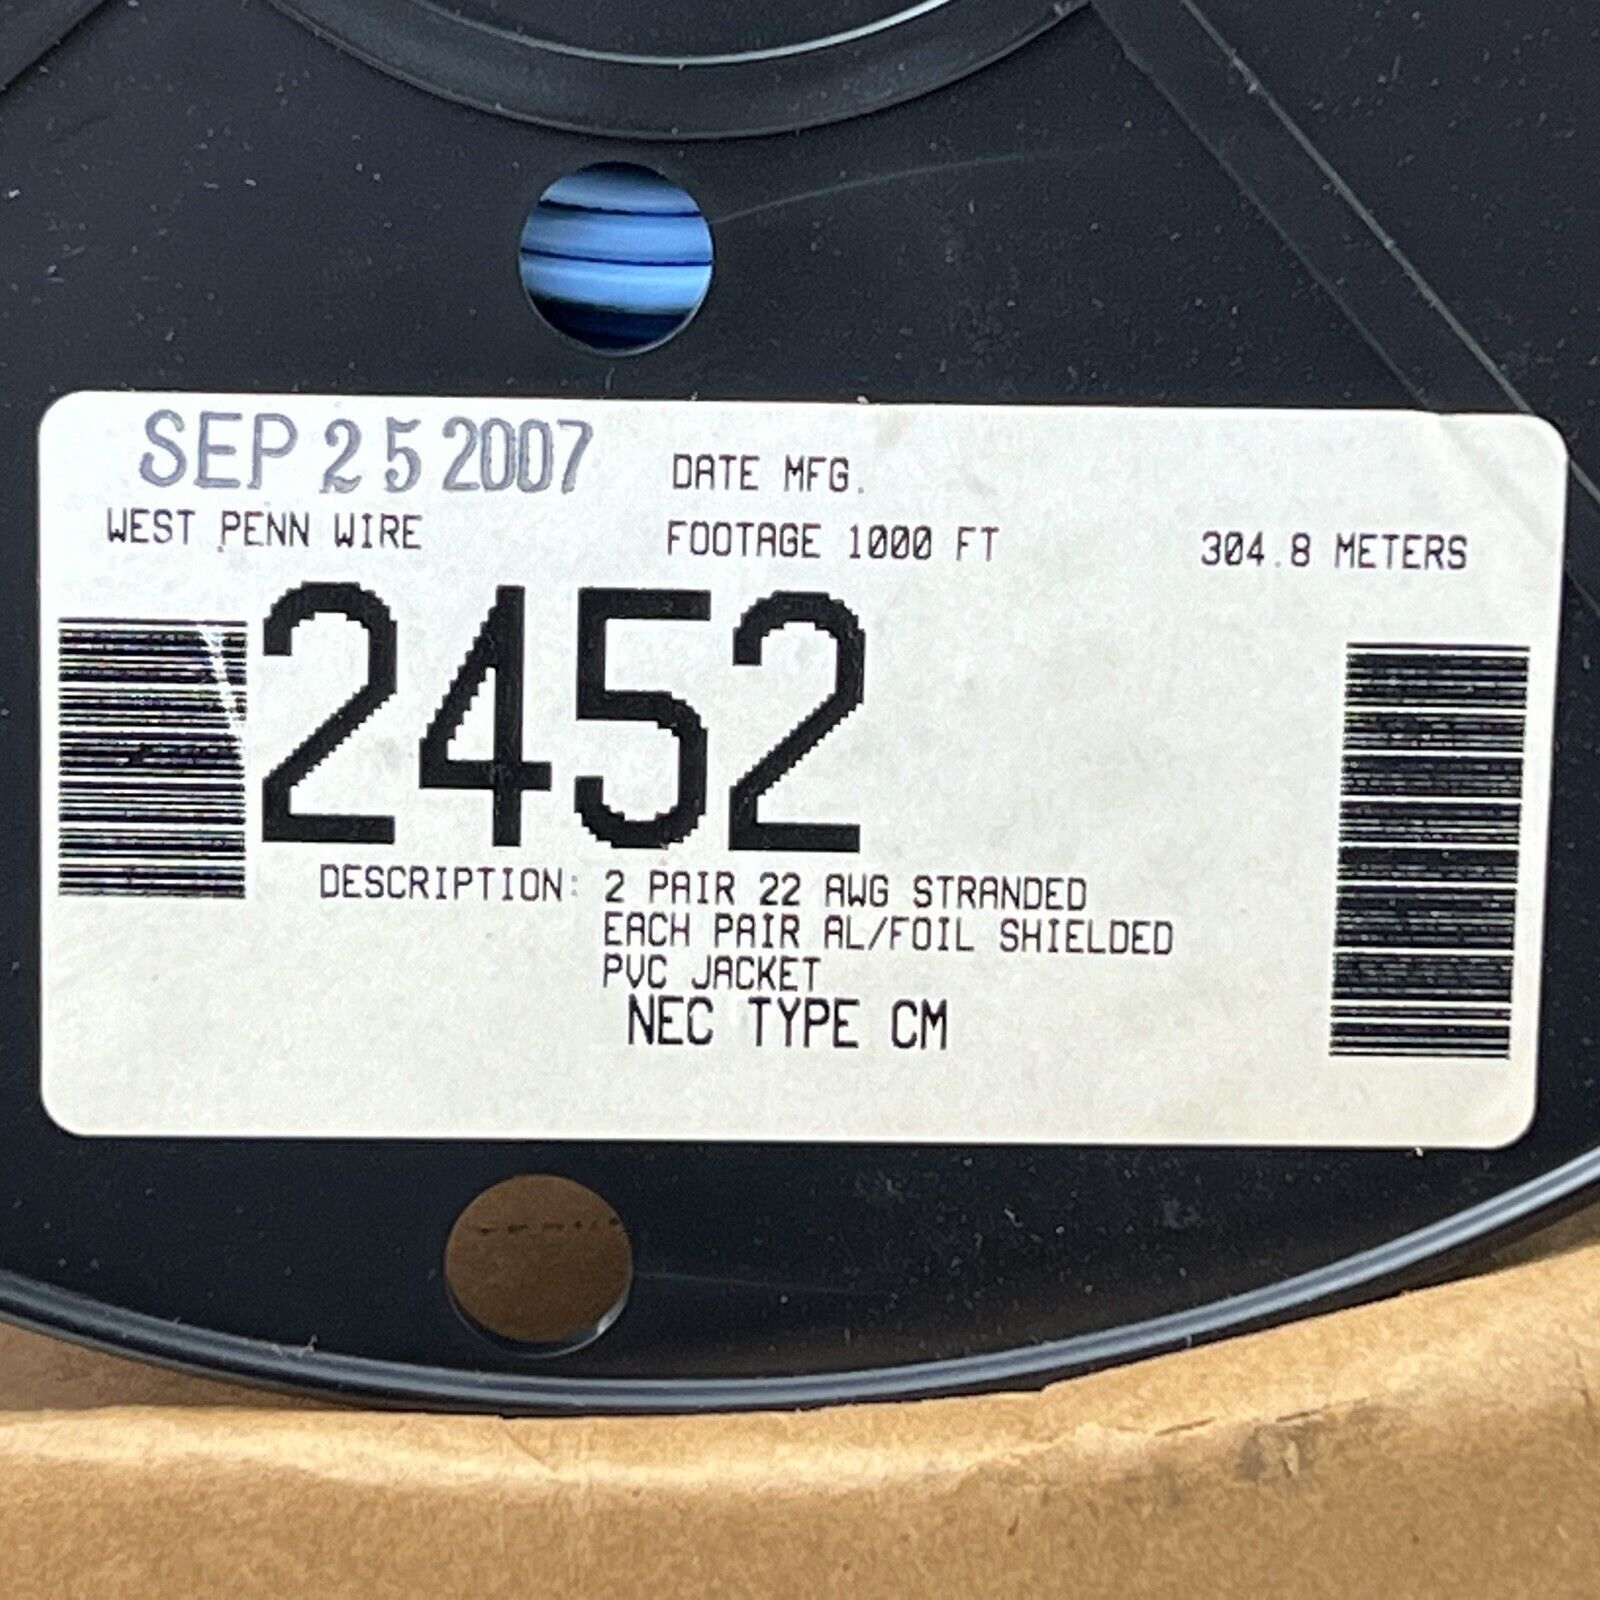 SEP 25 2007 DATE MFG.
WEST PENN WIRE FOOTAGE 1000 FT 304.8 METERS
2452
DESCRIPTION: 2 PAIR 22 AWG STRANDED
EACH PAIR AL/FOIL SHIELDED
PVC JACKET
NEC TYPE CM